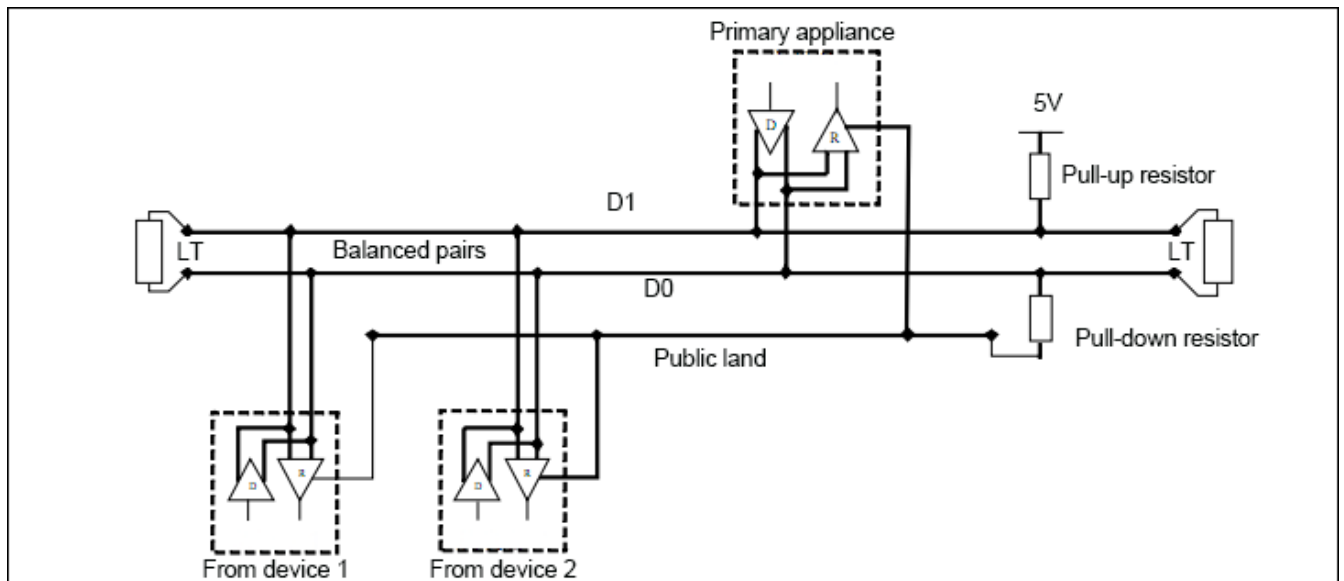 Primary appliance
5V
D
R
Pull-up resistor
D1
LT
Balanced pairs
LT
D0
Pull-down resistor
Public land
D
R
D
R
From device 1
From device 2